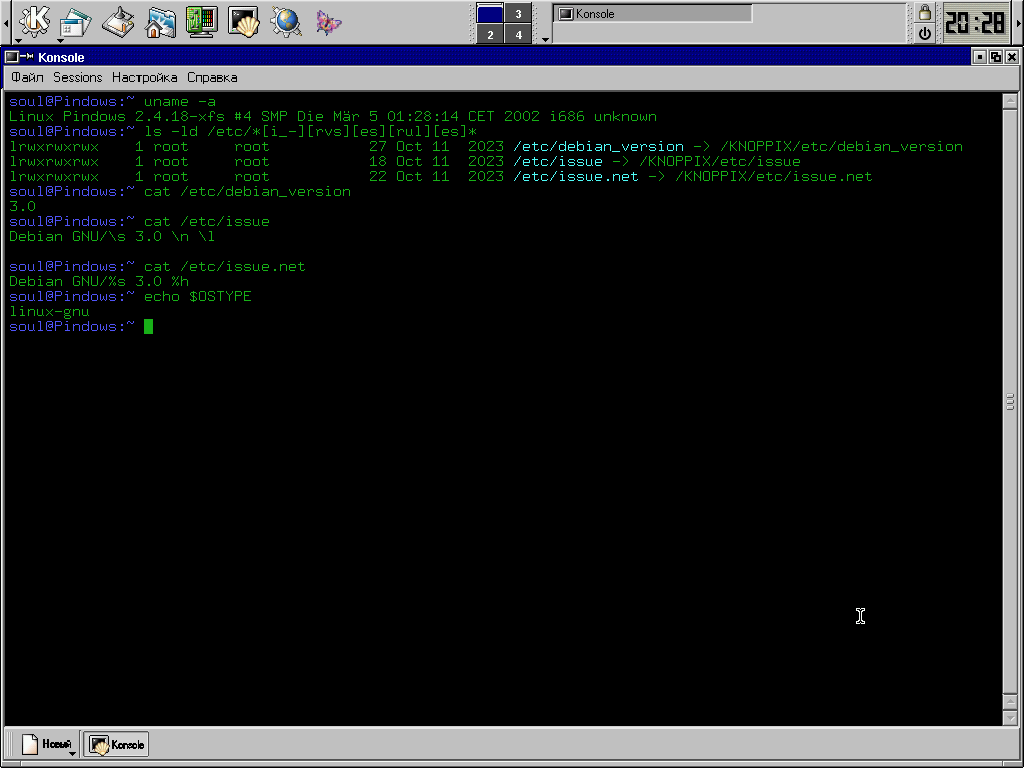 3
2 4
Konsole
20:28
Konsole
Файл Sessions Настройка Справка
soul@Pindows:~ uname -a
Linux Pindows 2.4.18-xfs #4 SMP Die Mär 5 01:28:14 CET 2002 i686 unknown
soul@Pindows:~ ls -ld /etc/*[i_-][rvs][es][rul][es]*
lrwxrwxrwx    1 root     root           27 Oct 11  2023 /etc/debian_version -> /KNOPPIX/etc/debian_version
lrwxrwxrwx    1 root     root           18 Oct 11  2023 /etc/issue -> /KNOPPIX/etc/issue
lrwxrwxrwx    1 root     root           22 Oct 11  2023 /etc/issue.net -> /KNOPPIX/etc/issue.net
soul@Pindows:~ cat /etc/debian_version
3.0
soul@Pindows:~ cat /etc/issue
Debian GNU/\s 3.0 \n \l
soul@Pindows:~ cat /etc/issue.net
Debian GNU/%s 3.0 %h
soul@Pindows:~ echo $OSTYPE
linux-gnu
soul@Pindows:~
Новый Konsole